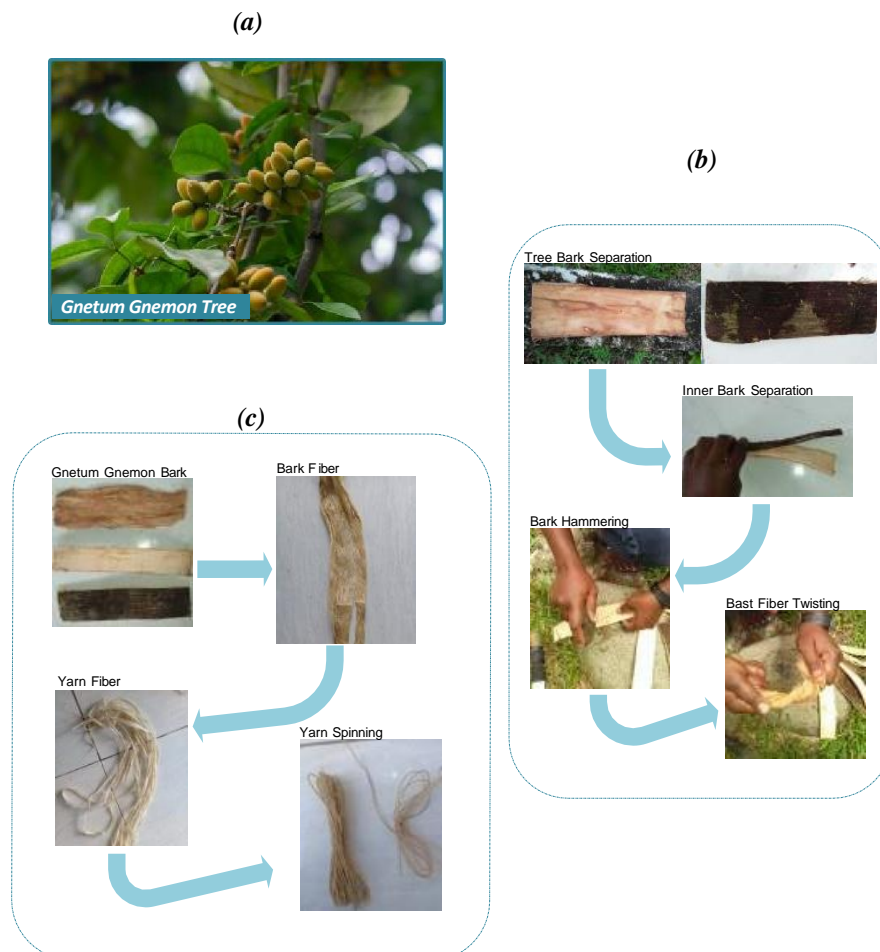 (a)
Gnetum Gnemon Tree
(b)
Tree Bark Separation
Inner Bark Separation
Bark Hammering
Bast Fiber Twisting
(c)
Gnetum Gnemon Bark
Bark Fiber
Yarn Fiber
Yarn Spinning